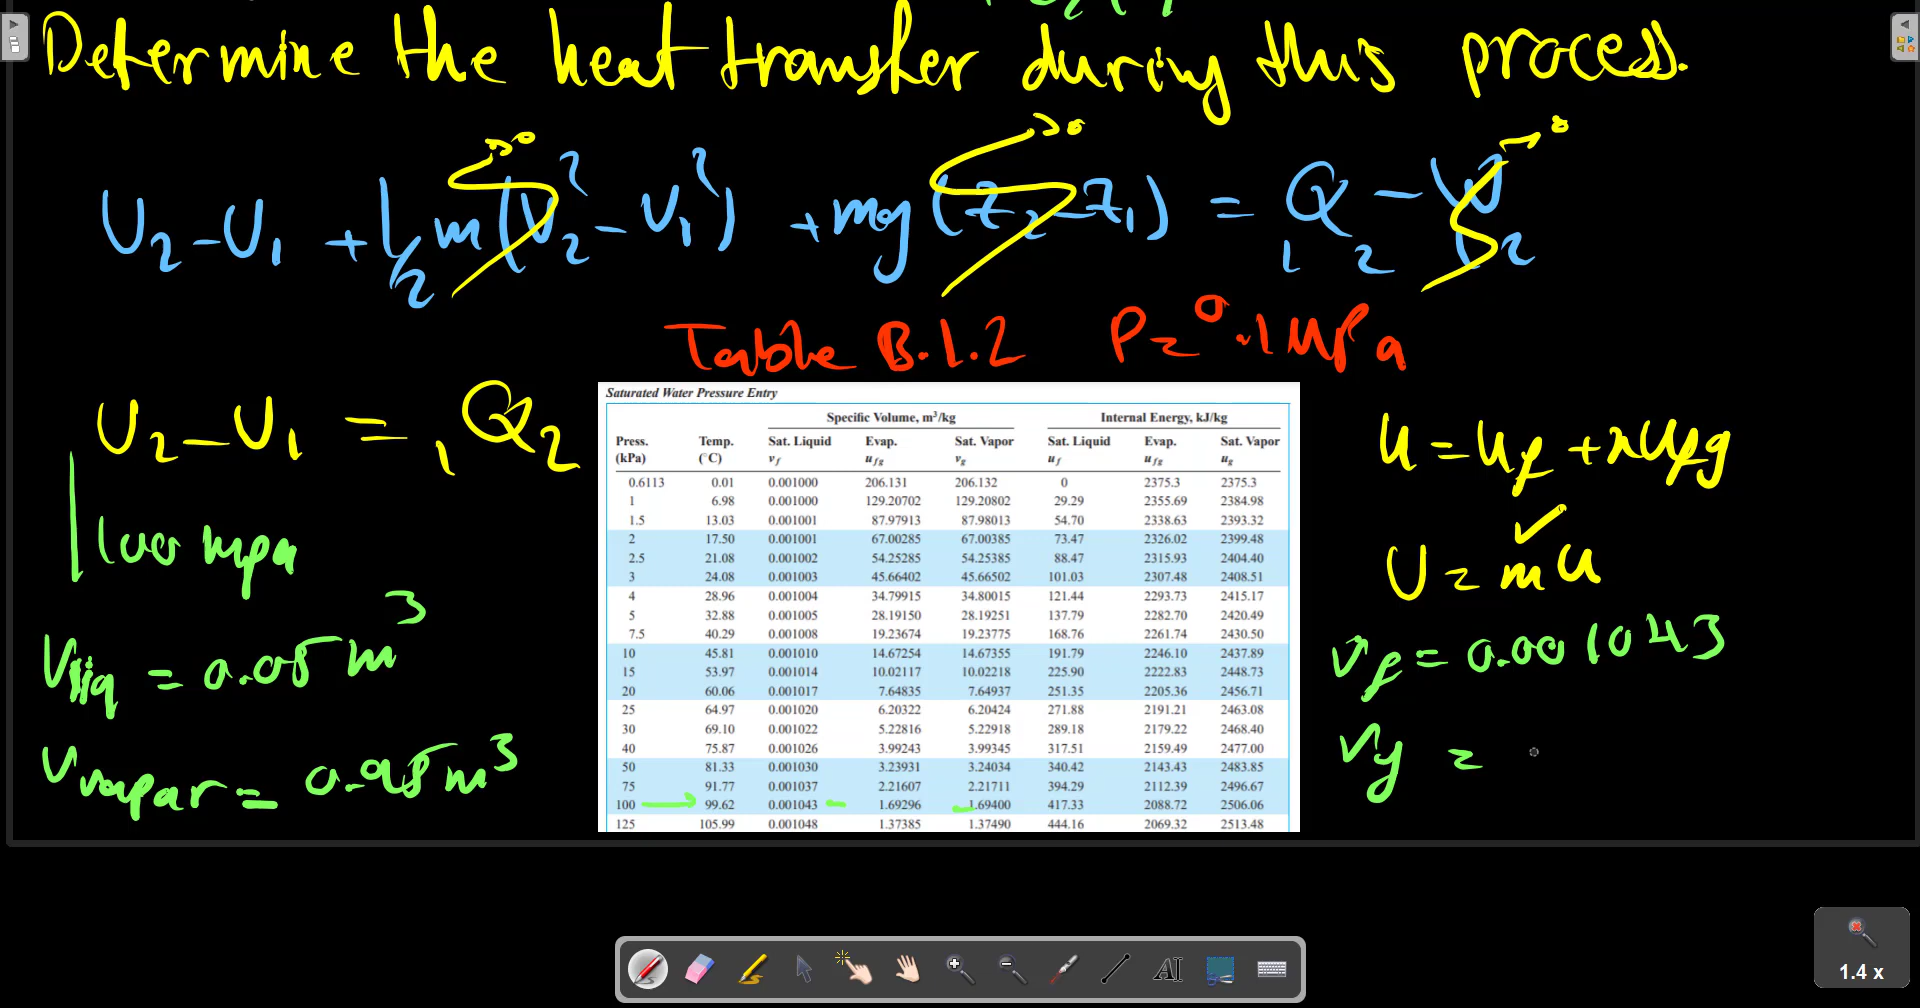 Determine the heat transfer during this process.
U2 - U1 + 1/2 m (V2² - V1²) + mg (Z2 - Z1) = 1Q2 - 1W2
Table B.1.2 P = 0.1 MPa
U2 - U1 = 1Q2
100 mpa
Vliq = 0.05 m³
Vvapar = 0.95 m³
Saturated Water Pressure Entry
Specific Volume, m³/kg Internal Energy, kJ/kg
Press. Temp. Sat. Liquid Evap. Sat. Vapor Sat. Liquid Evap. Sat. Vapor
(kPa) (°C) vf ufg vg uf ufg ug
0.6113 0.01 0.001000 206.131 206.132 0 2375.3 2375.3
1 6.98 0.001000 129.20702 129.20802 29.29 2355.69 2384.98
1.5 13.03 0.001001 87.97913 87.98013 54.70 2338.63 2393.32
2 17.50 0.001001 67.00285 67.00385 73.47 2326.02 2399.48
2.5 21.08 0.001002 54.25285 54.25385 88.47 2315.93 2404.40
3 24.08 0.001003 45.66402 45.66502 101.03 2307.48 2408.51
4 28.96 0.001004 34.79915 34.80015 121.44 2293.73 2415.17
5 32.88 0.001005 28.19150 28.19251 137.79 2282.70 2420.49
7.5 40.29 0.001008 19.23674 19.23775 168.76 2261.74 2430.50
10 45.81 0.001010 14.67254 14.67355 191.79 2246.10 2437.89
15 53.97 0.001014 10.02117 10.02218 225.90 2222.83 2448.73
20 60.06 0.001017 7.64835 7.64937 251.35 2205.36 2456.71
25 64.97 0.001020 6.20322 6.20424 271.88 2191.21 2463.08
30 69.10 0.001022 5.22816 5.22918 289.18 2179.22 2468.40
40 75.87 0.001026 3.99243 3.99345 317.51 2159.49 2477.00
50 81.33 0.001030 3.23931 3.24034 340.42 2143.43 2483.85
75 91.77 0.001037 2.21607 2.21711 394.29 2112.39 2496.67
100 99.62 0.001043 1.69296 1.69400 417.33 2088.72 2506.06
125 105.99 0.001048 1.37385 1.37490 444.16 2069.32 2513.48
u = uf + xufg
U = mu
vf = 0.001043
vg =
AI
1.4 x